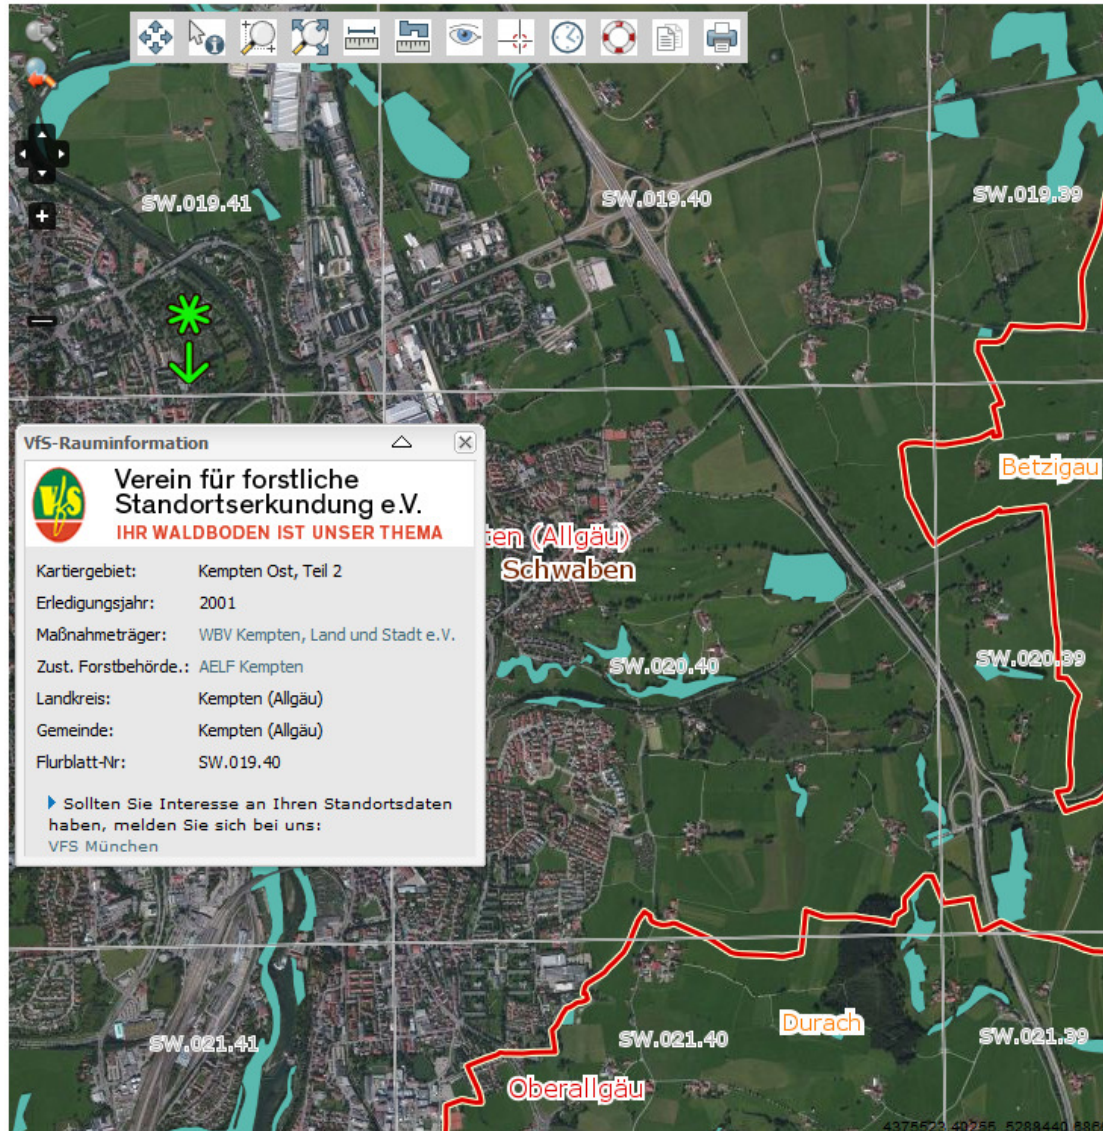 SW.019.41
SW.019.40
SW.019.39
VfS-Rauminformation
VfS
Verein für forstliche
Standortserkundung e.V.
IHR WALDBODEN IST UNSER THEMA
Kartiergebiet: Kempten Ost, Teil 2
Erledigungsjahr: 2001
Maßnahmeträger: WBV Kempten, Land und Stadt e.V.
Zust. Forstbehörde.: AELF Kempten
Landkreis: Kempten (Allgäu)
Gemeinde: Kempten (Allgäu)
Flurblatt-Nr: SW.019.40
Sollten Sie Interesse an Ihren Standortsdaten
haben, melden Sie sich bei uns:
VFS München
Betzigau
ten (Allgäu)
Schwaben
SW.020.40
SW.020.39
Durach
SW.021.41
SW.021.40
SW.021.39
Oberallgäu